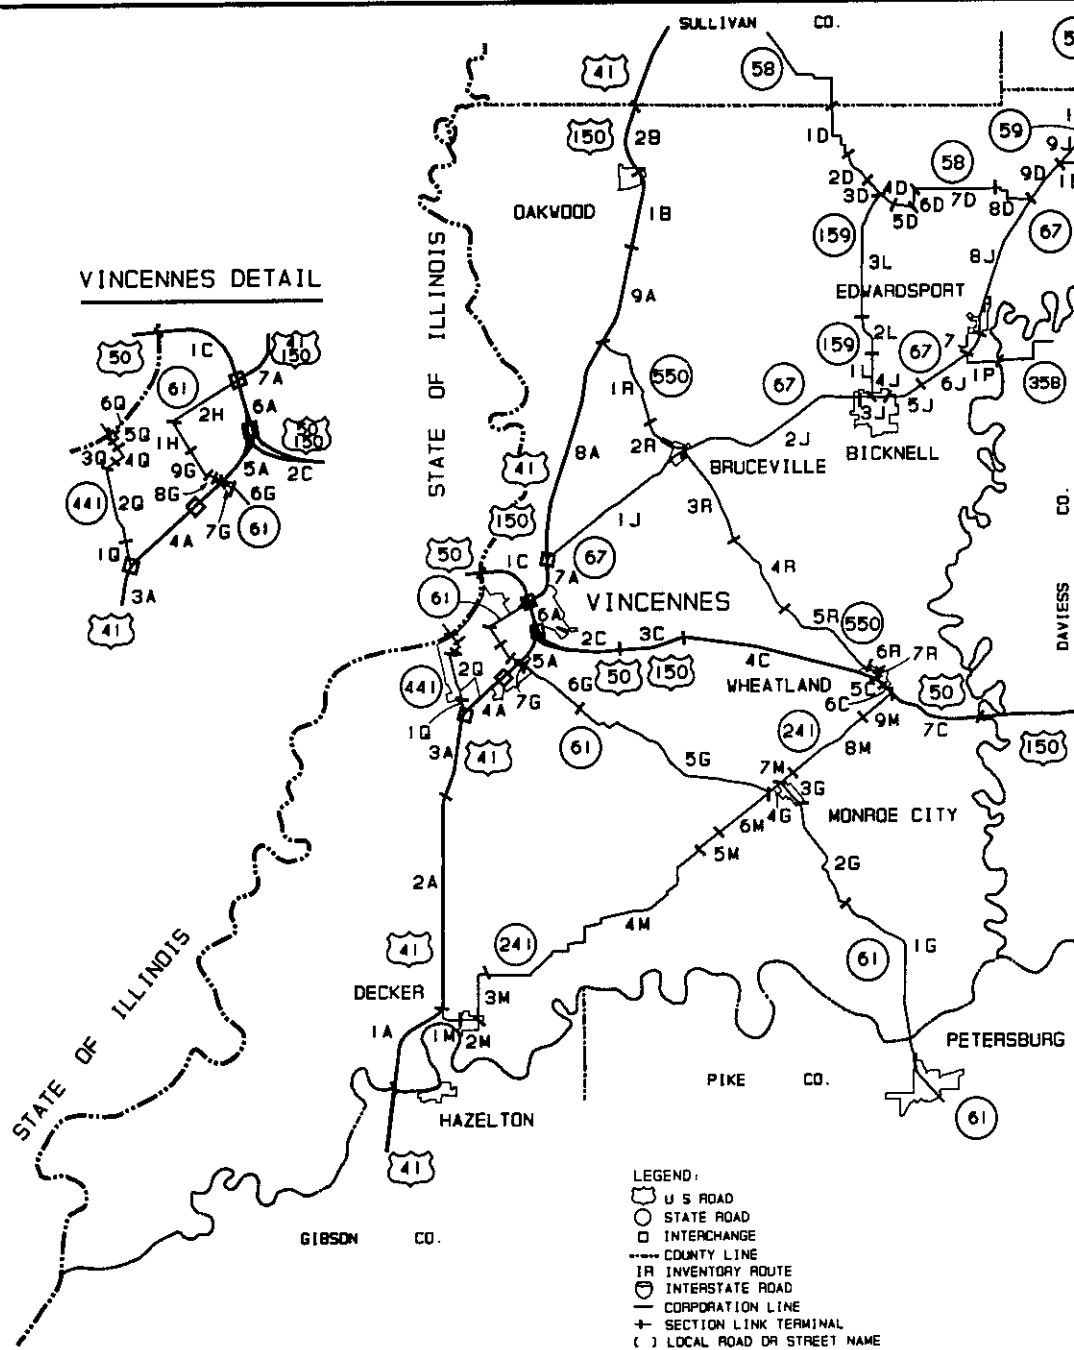 SULLIVAN CO.
5
41
58
150
2B
1D
59
1
9J
58
2D
4D
9D
1E
3D
6D
7D
8D
5D
OAKWOOD
1B
159
67
8J
3L
VINCENNES DETAIL
STATE OF ILLINOIS
9A
EDWARDSPORT
50
1C
41
150
7A
61
2L
7
159
67
1P
358
6Q
2H
6A
1R
550
67
1L
4J
6J
5J
3J
5Q
1H
50
150
3Q
4Q
9G
5A
2C
8A
2R
2J
BRUCEVILLE
BICKNELL
8G
6G
41
441
2Q
7G
61
3R
CO.
4A
150
1J
1Q
50
1C
67
4R
3A
7A
41
61
VINCENNES
DAVIESS
6A
5R
550
2C
3C
4C
6R
7R
2Q
5A
50
150
441
6G
WHEATLAND
5C
50
4A
7G
6C
1Q
9M
7C
3A
41
61
241
8M
150
5G
7M
3G
4G
MONROE CITY
6M
5M
2A
2G
4M
41
241
1G
61
STATE OF ILLINOIS
DECKER
3M
1A
1M
2M
PETERSBURG
PIKE CO.
HAZELTON
61
41
GIBSON CO.
LEGEND:
U S ROAD
STATE ROAD
INTERCHANGE
COUNTY LINE
1R INVENTORY ROUTE
INTERSTATE ROAD
CORPORATION LINE
SECTION LINK TERMINAL
( ) LOCAL ROAD OR STREET NAME